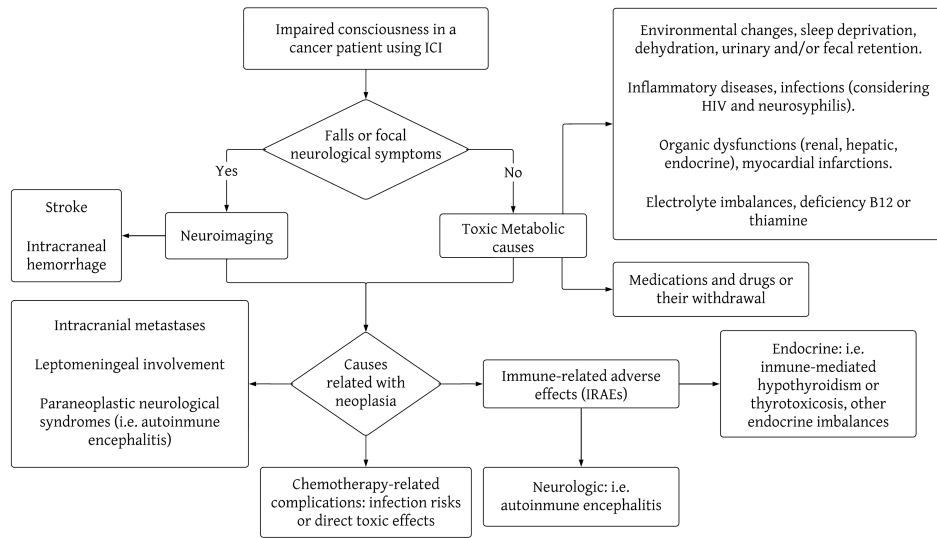 Impaired consciousness in a
cancer patient using ICI
Falls or focal
neurological symptoms
Yes
No
Environmental changes, sleep deprivation,
dehydration, urinary and/or fecal retention.
Inflammatory diseases, infections (considering
HIV and neurosyphilis).
Organic dysfunctions (renal, hepatic,
endocrine), myocardial infarctions.
Electrolyte imbalances, deficiency B12 or
thiamine
Stroke
Intracraneal
hemorrhage
Neuroimaging
Toxic Metabolic
causes
Medications and drugs or
their withdrawal
Intracranial metastases
Leptomeningeal involvement
Paraneoplastic neurological
syndromes (i.e. autoinmune
encephalitis)
Causes
related with
neoplasia
Immune-related adverse
effects (IRAEs)
Endocrine: i.e.
inmune-mediated
hypothyroidism or
thyrotoxicosis, other
endocrine imbalances
Chemotherapy-related
complications: infection risks
or direct toxic effects
Neurologic: i.e.
autoinmune encephalitis